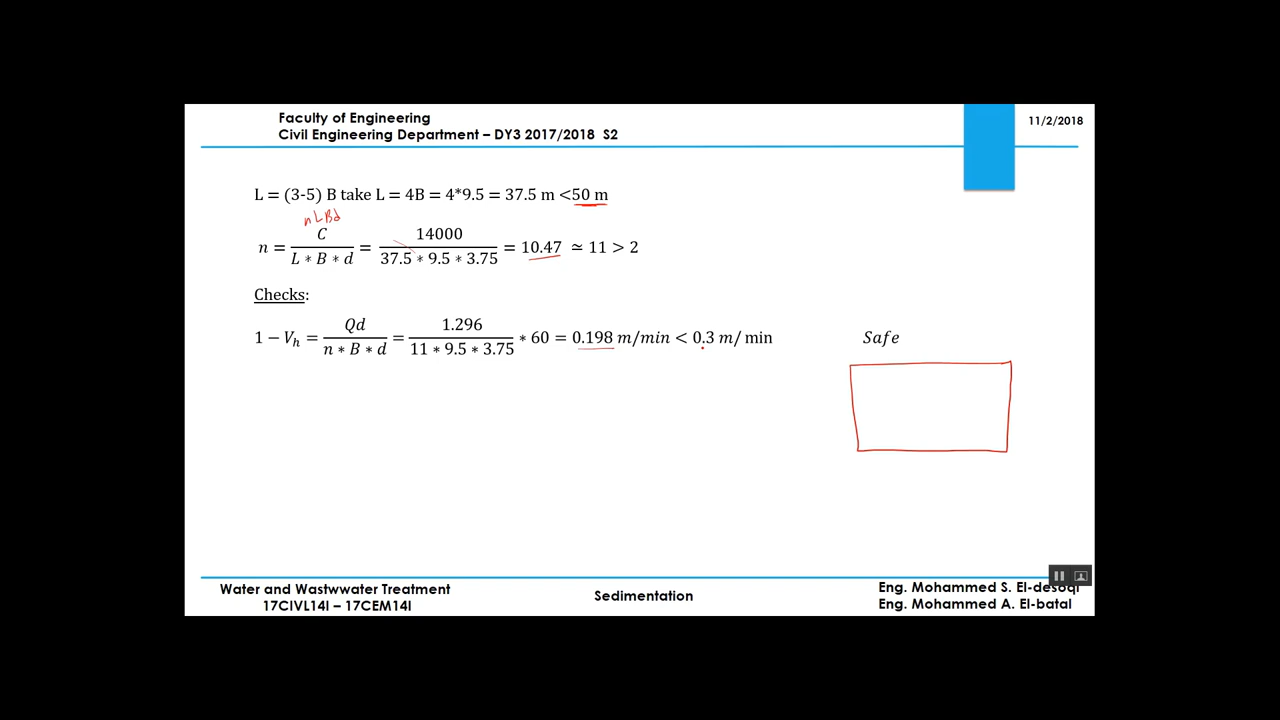 Faculty of Engineering
Civil Engineering Department – DY3 2017/2018 S2
11/2/2018
L = (3-5) B take L = 4B = 4*9.5 = 37.5 m <50 m
n L B d
n = C / (L ∗ B ∗ d) = 14000 / (37.5 ∗ 9.5 ∗ 3.75) = 10.47 ≃ 11 > 2
Checks:
1 − V_h = Qd / (n ∗ B ∗ d) = 1.296 / (11 ∗ 9.5 ∗ 3.75) ∗ 60 = 0.198 m/min < 0.3 m/ min Safe
Water and Wastwwater Treatment
17CIVL14I – 17CEM14I
Sedimentation
Eng. Mohammed S. El-desoqi
Eng. Mohammed A. El-batal